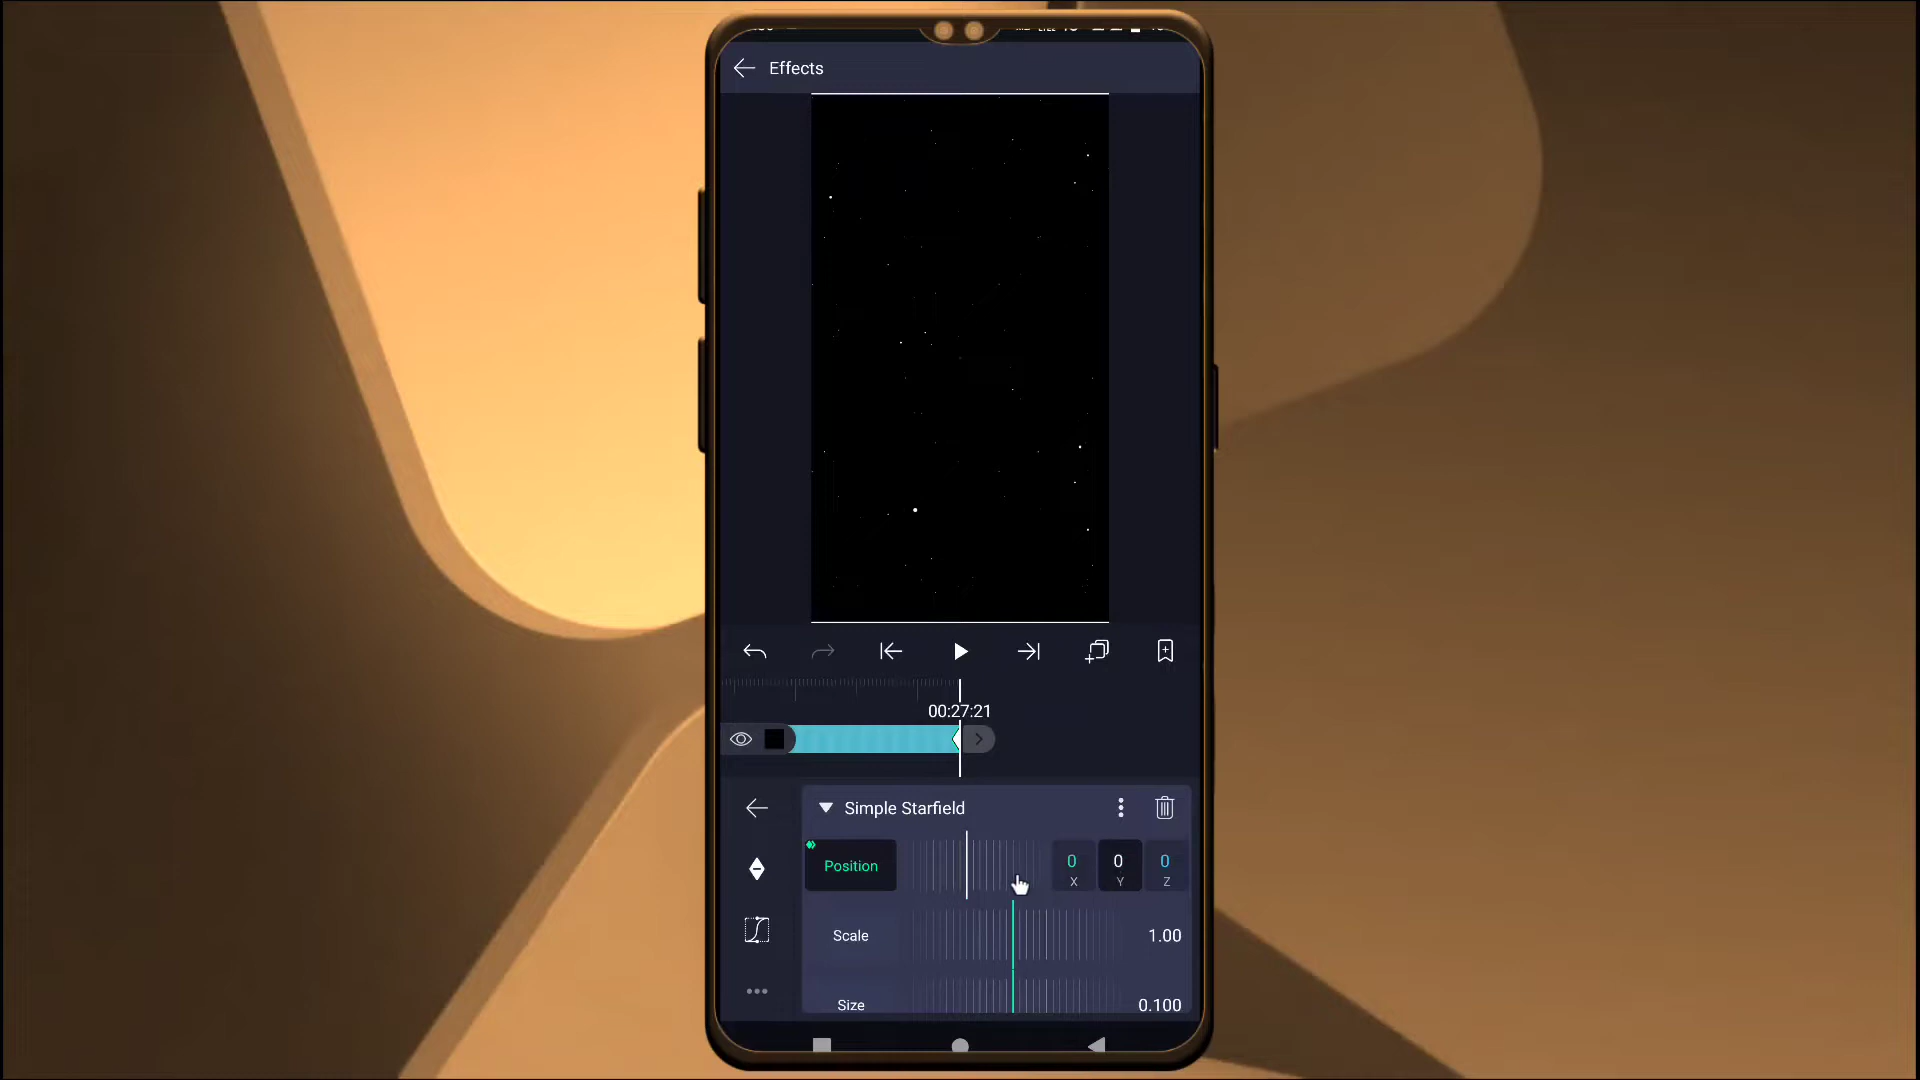 Effects
00:27:21
Simple Starfield
Position
0
0
0
X
Y
Z
Scale
1.00
Size
0.100